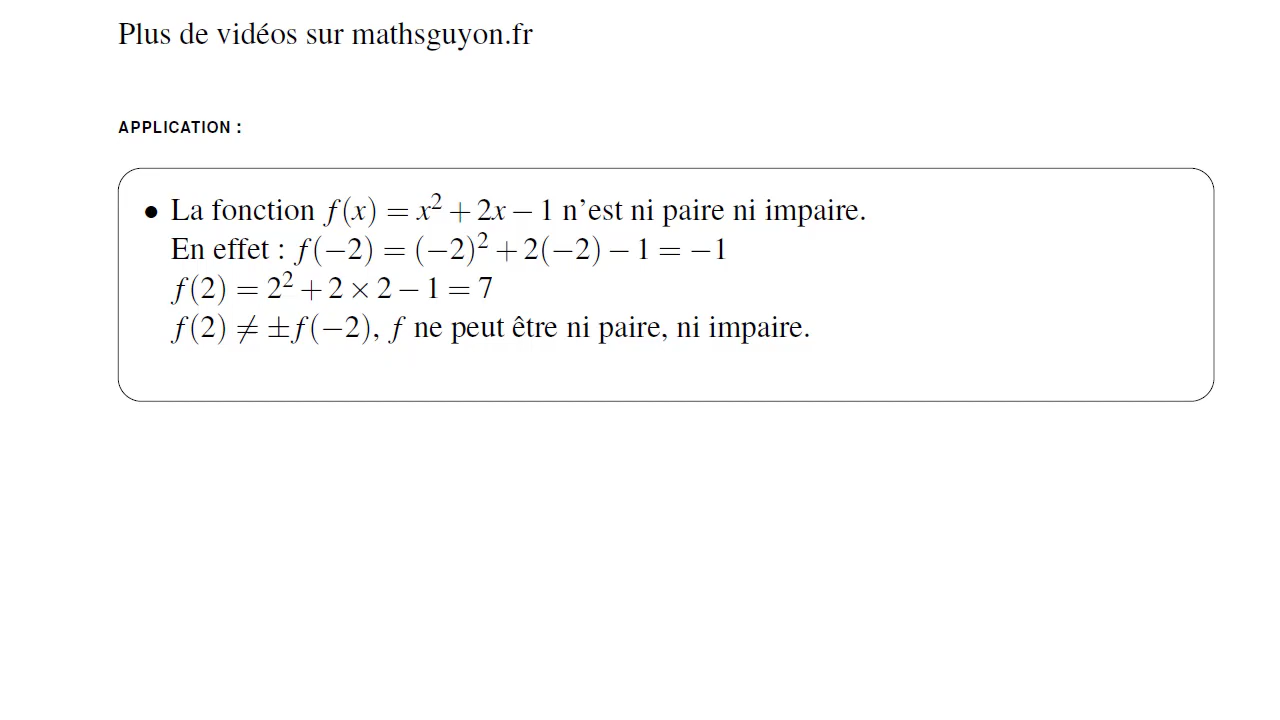 Plus de vidéos sur mathsguyon.fr
APPLICATION :
• La fonction f(x) = x² + 2x − 1 n'est ni paire ni impaire.
En effet : f(−2) = (−2)² + 2(−2) − 1 = −1
f(2) = 2² + 2 × 2 − 1 = 7
f(2) ≠ ±f(−2), f ne peut être ni paire, ni impaire.